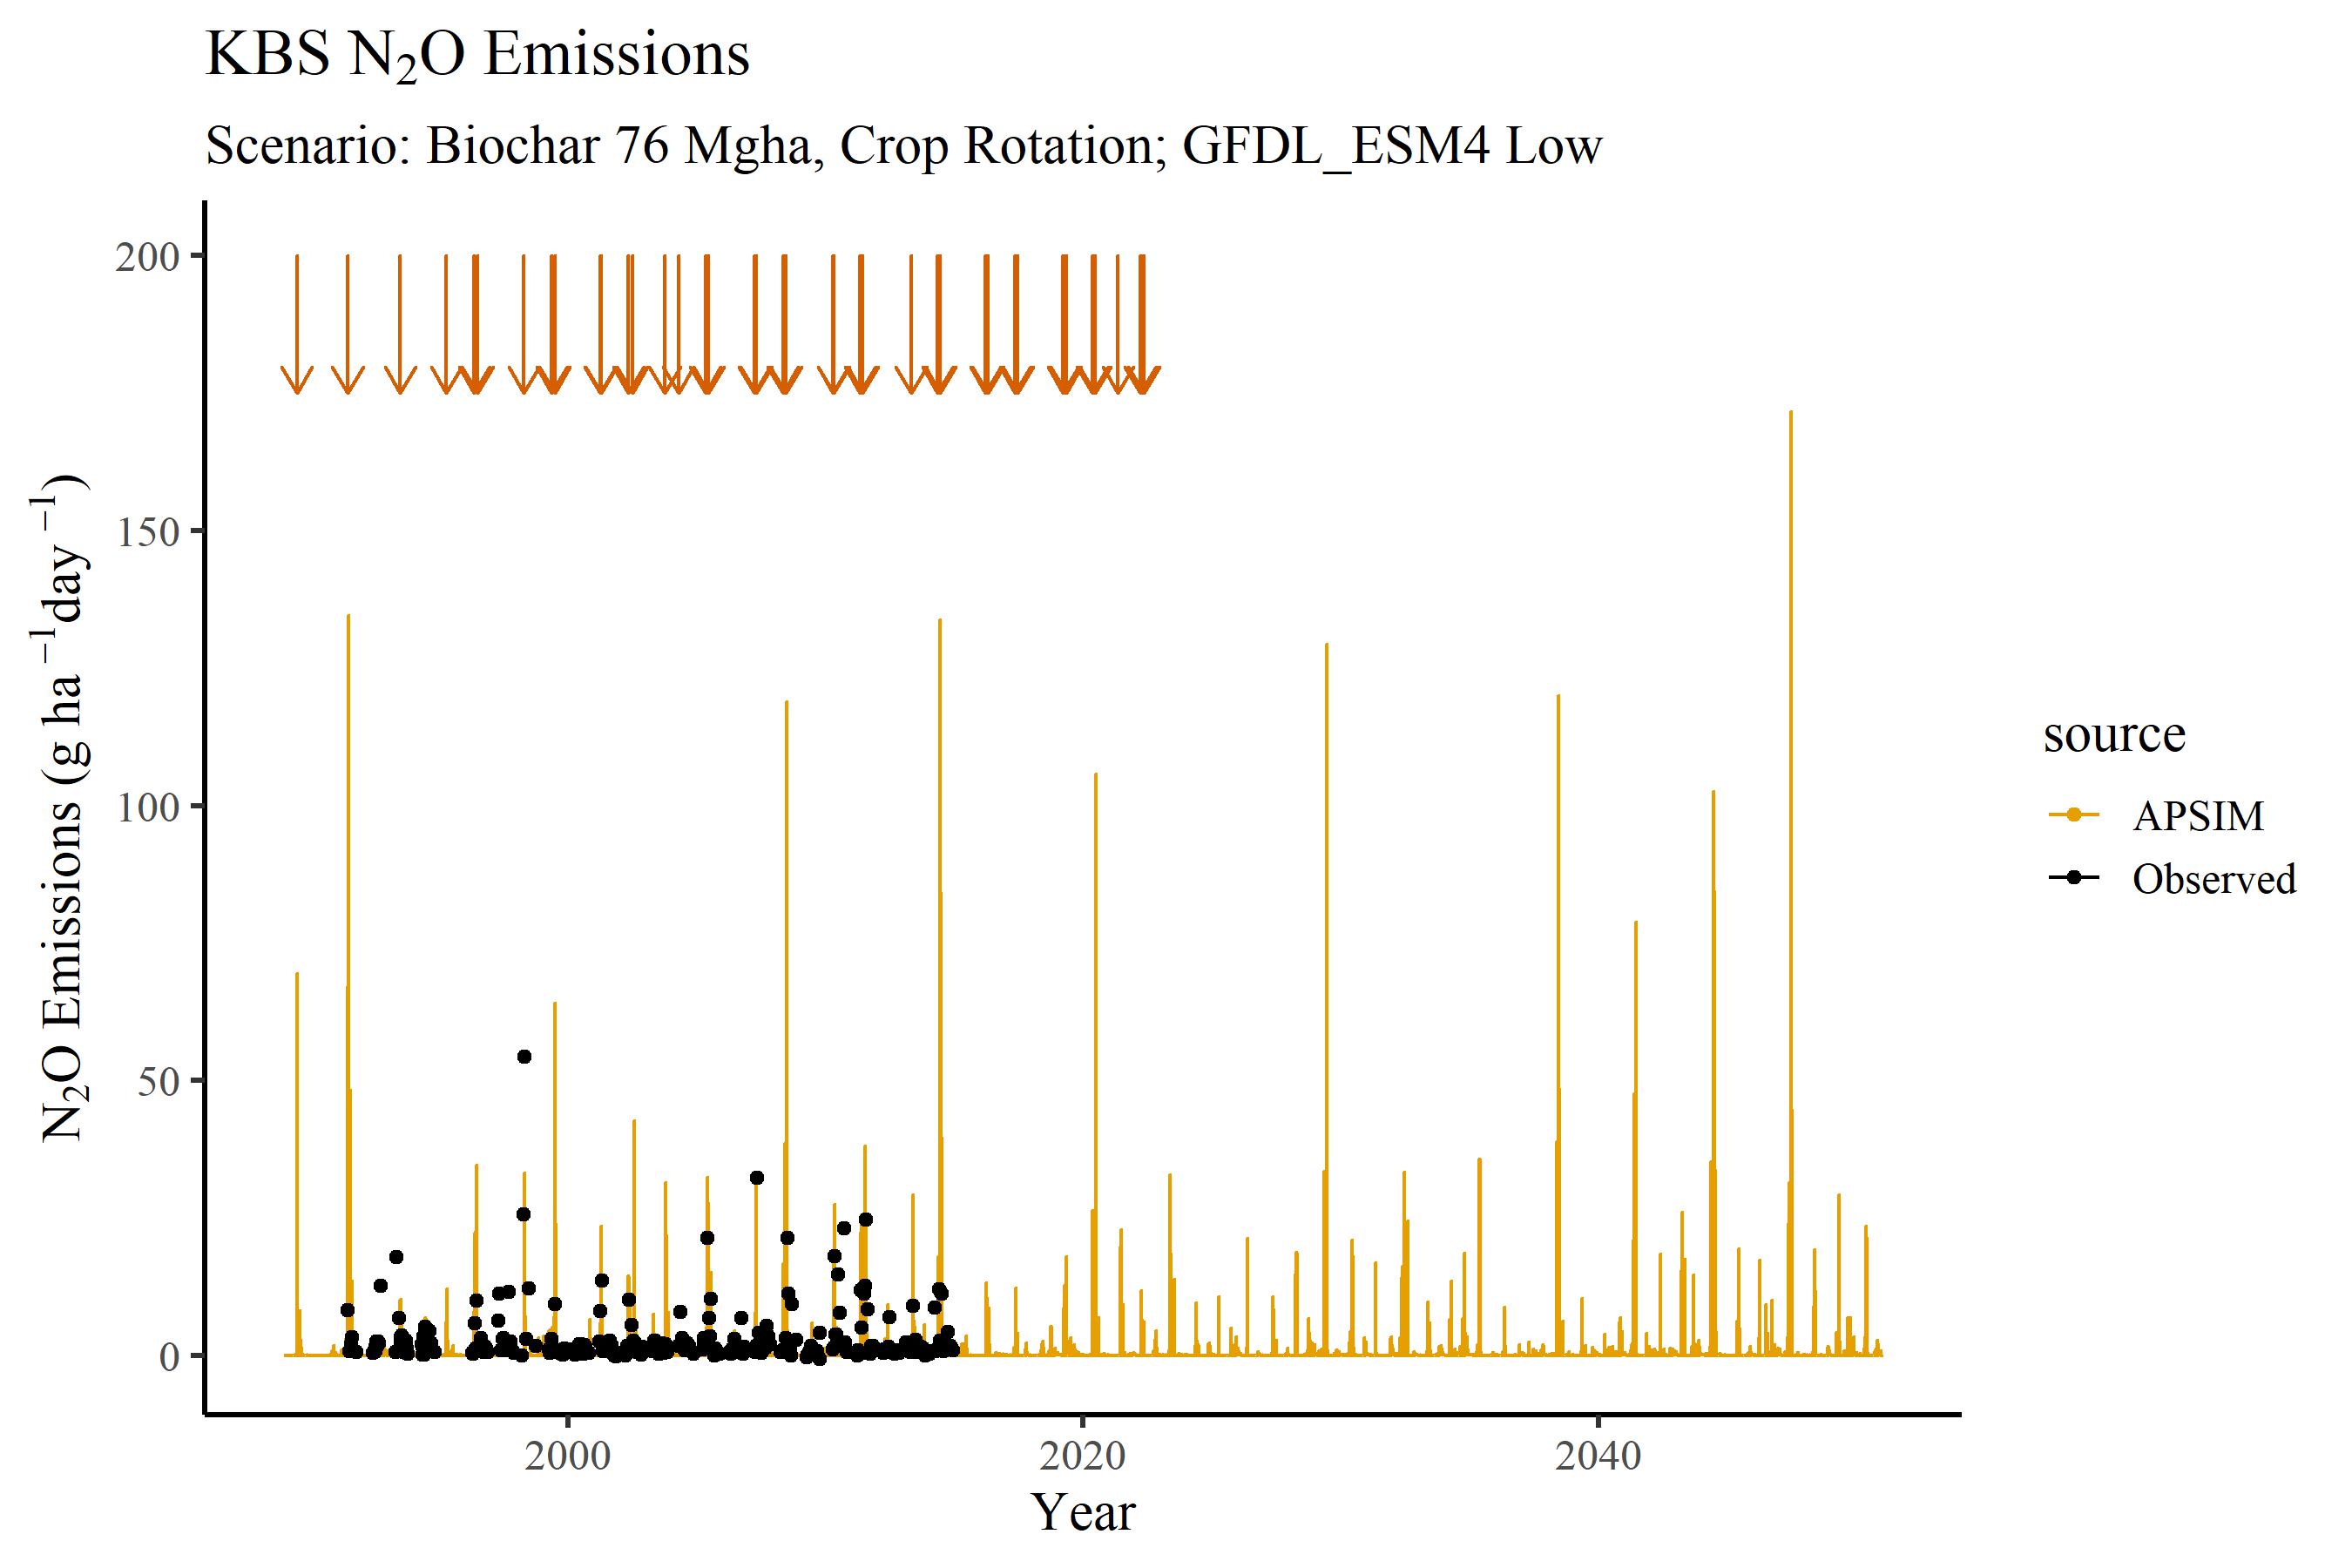 KBS N₂O Emissions
Scenario: Biochar 76 Mgha, Crop Rotation; GFDL_ESM4 Low
N₂O Emissions (g ha ⁻¹day ⁻¹)
200
150
100
50
0
2000 2020 2040
Year
source
APSIM
Observed